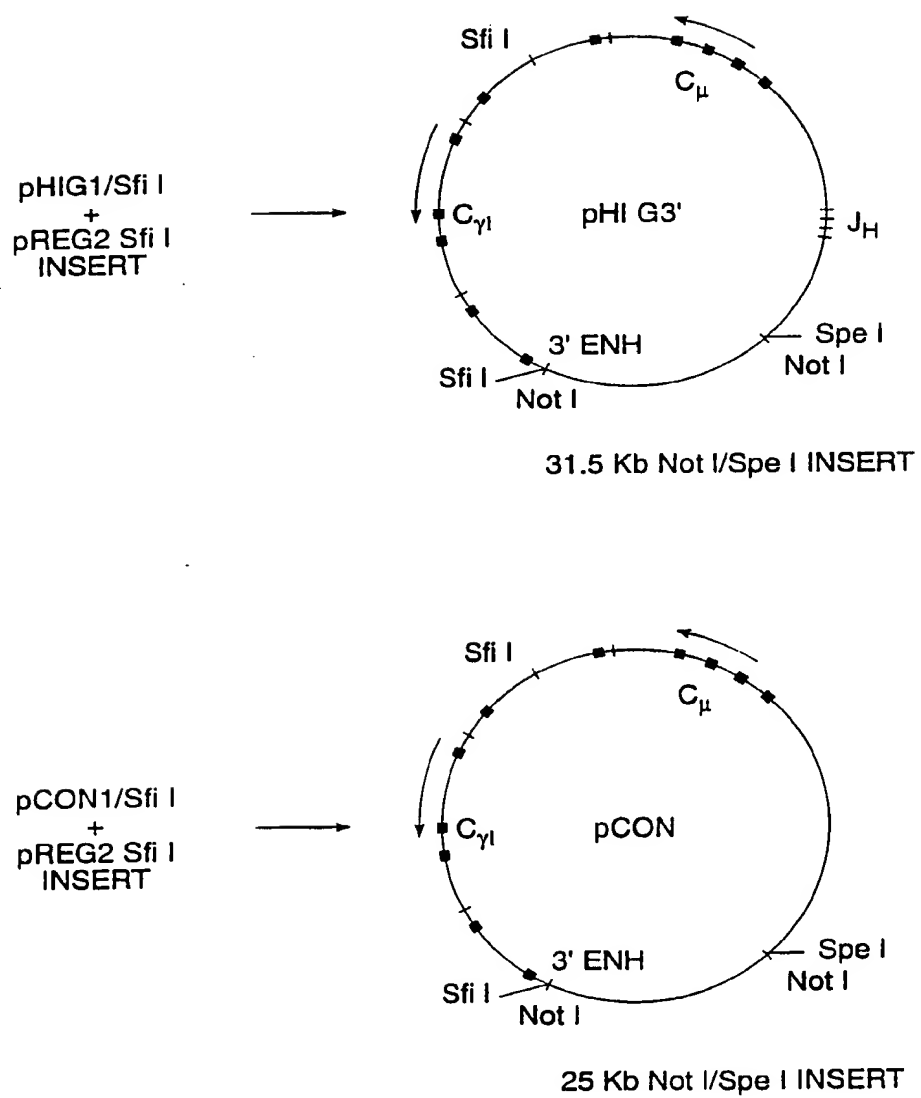 Sfi I
Cμ
pHIG1/Sfi I
+
pREG2 Sfi I
INSERT
CγI
pHI G3'
JH
3' ENH
Spe I
Sfi I
Not I
Not I
31.5 Kb Not I/Spe I INSERT
Sfi I
Cμ
pCON1/Sfi I
+
pREG2 Sfi I
INSERT
CγI
pCON
3' ENH
Spe I
Sfi I
Not I
Not I
25 Kb Not I/Spe I INSERT